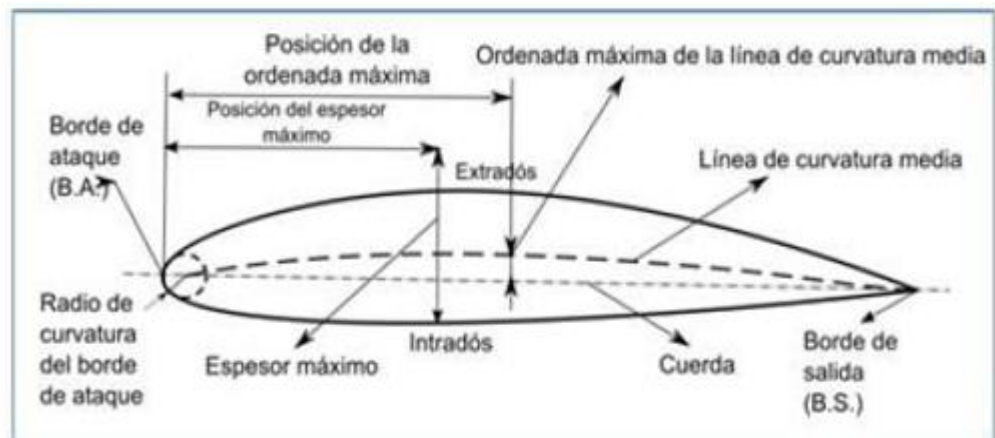 Posición de la
ordenada máxima
Ordenada máxima de la línea de curvatura media
Posición del espesor
máximo
Borde de
ataque
(B.A.)
Extradós
Línea de curvatura media
Radio de
curvatura
del borde
de ataque
Espesor máximo
Intradós
Cuerda
Borde de
salida
(B.S.)